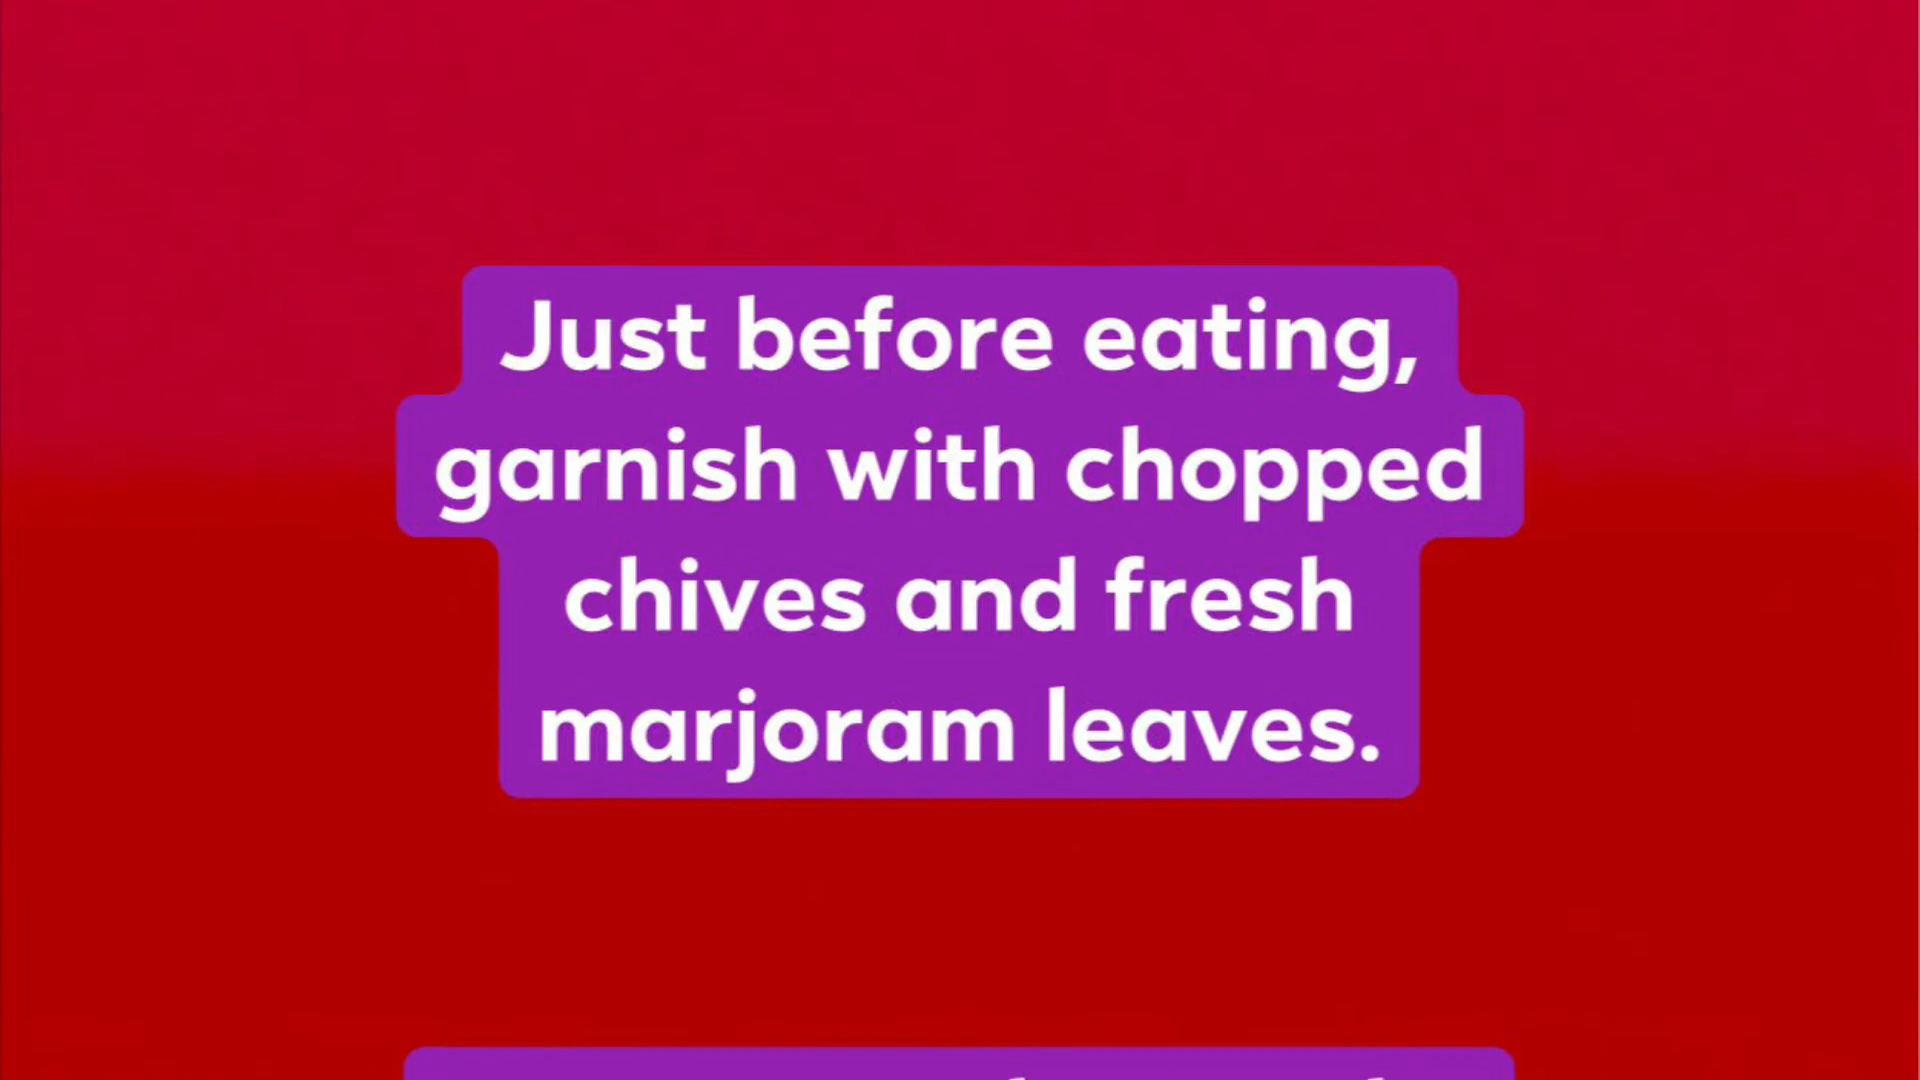 Just before eating,
garnish with chopped
chives and fresh
marjoram leaves.